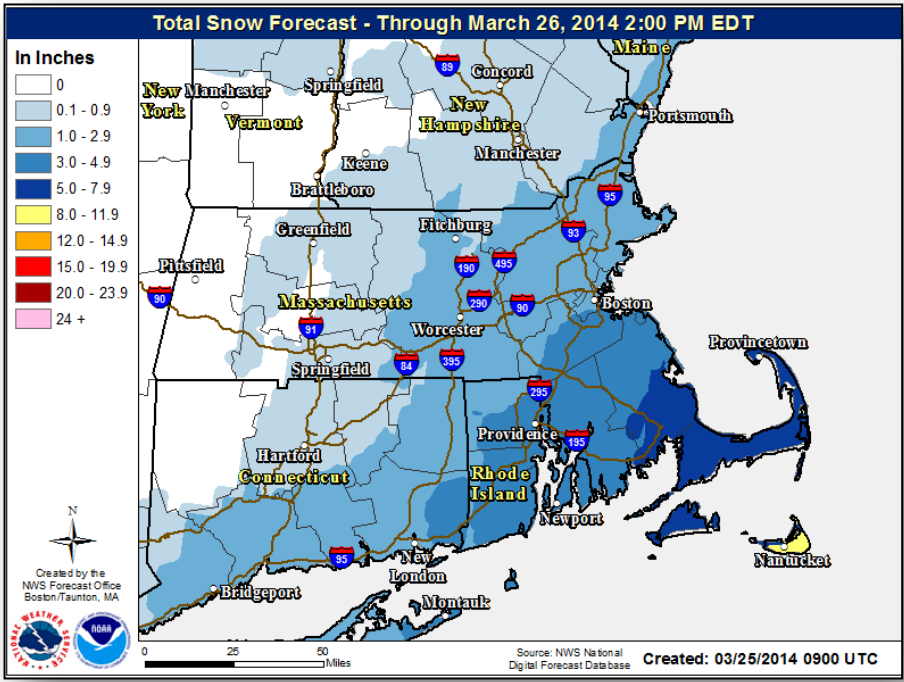 Total Snow Forecast - Through March 26, 2014 2:00 PM EDT
In Inches
0
0.1 - 0.9
1.0 - 2.9
3.0 - 4.9
5.0 - 7.9
8.0 - 11.9
12.0 - 14.9
15.0 - 19.9
20.0 - 23.9
24 +
Maine
89
Concord
Springfield
New York
Manchester
Vermont
New Hampshire
Portsmouth
Manchester
Keene
Brattleboro
95
Greenfield
Fitchburg
93
Pittsfield
190
495
90
Massachusetts
290
90
Boston
91
Worcester
Provincetown
Springfield
84
395
295
Providence
195
Hartford
Connecticut
Rhode Island
Newport
95
New London
Nantucket
Bridgeport
Montauk
N
Created by the
NWS Forecast Office
Boston/Taunton, MA
NATIONAL WEATHER SERVICE
NOAA
0 25 50
Miles
Source: NWS National
Digital Forecast Database
Created: 03/25/2014 0900 UTC